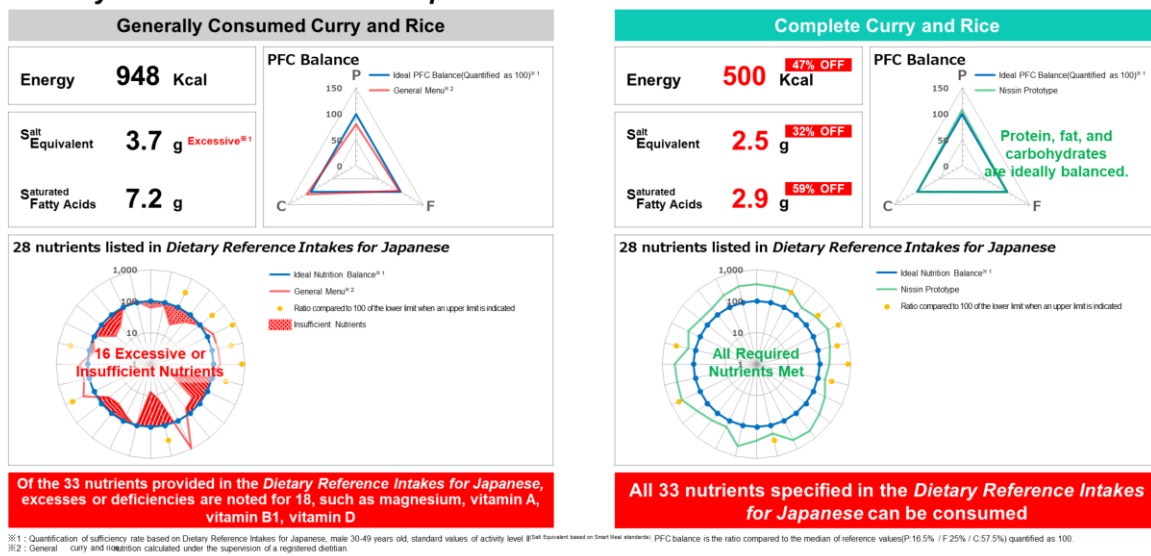 Generally Consumed Curry and Rice
Energy 948 Kcal
Salt Equivalent 3.7 g Excessive※1
Saturated Fatty Acids 7.2 g
PFC Balance
Ideal PFC Balance(Quantified as 100)※1
General Menu※2
P
150
100
50
0
C
F
28 nutrients listed in Dietary Reference Intakes for Japanese
1,000
100
10
1
Ideal Nutrition Balance※1
General Menu※2
Ratio compared to 100 of the lower limit when an upper limit is indicated
Insufficient Nutrients
16 Excessive or
Insufficient Nutrients
Of the 33 nutrients provided in the Dietary Reference Intakes for Japanese,
excesses or deficiencies are noted for 18, such as magnesium, vitamin A,
vitamin B1, vitamin D
Complete Curry and Rice
Energy 500 Kcal 47% OFF
Salt Equivalent 2.5 g 32% OFF
Saturated Fatty Acids 2.9 g 59% OFF
PFC Balance
Ideal PFC Balance(Quantified as 100)※1
Nissin Prototype
P
150
100
50
0
C
F
Protein, fat, and
carbohydrates
are ideally balanced.
28 nutrients listed in Dietary Reference Intakes for Japanese
1,000
100
10
1
Ideal Nutrition Balance※1
Nissin Prototype
Ratio compared to 100 of the lower limit when an upper limit is indicated
All Required
Nutrients Met
All 33 nutrients specified in the Dietary Reference Intakes
for Japanese can be consumed
※1 : Quantification of sufficiency rate based on Dietary Reference Intakes for Japanese, male 30-49 years old, standard values of activity level Ⅱ(Salt Equivalent based on Smart Meal standards) PFC balance is the ratio compared to the median of reference values(P:16.5% / F:25% / C:57.5%) quantified as 100.
※2 : General curry and rice nutrition calculated under the supervision of a registered dietitian.